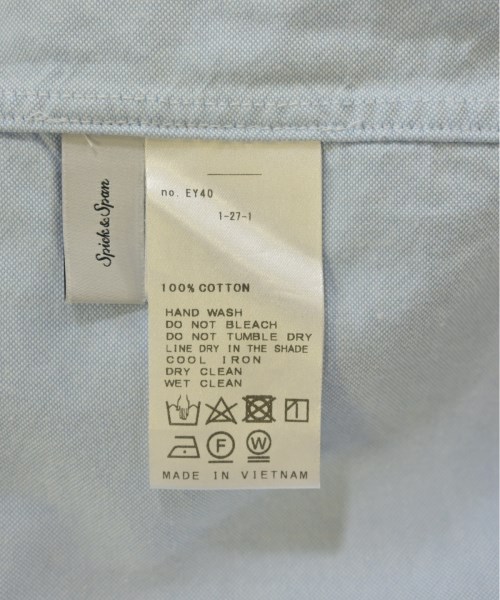 Spick & Span
no. EY40
1-27-1
100% COTTON
HAND WASH
DO NOT BLEACH
DO NOT TUMBLE DRY
LINE DRY IN THE SHADE
COOL IRON
DRY CLEAN
WET CLEAN
F W
MADE IN VIETNAM